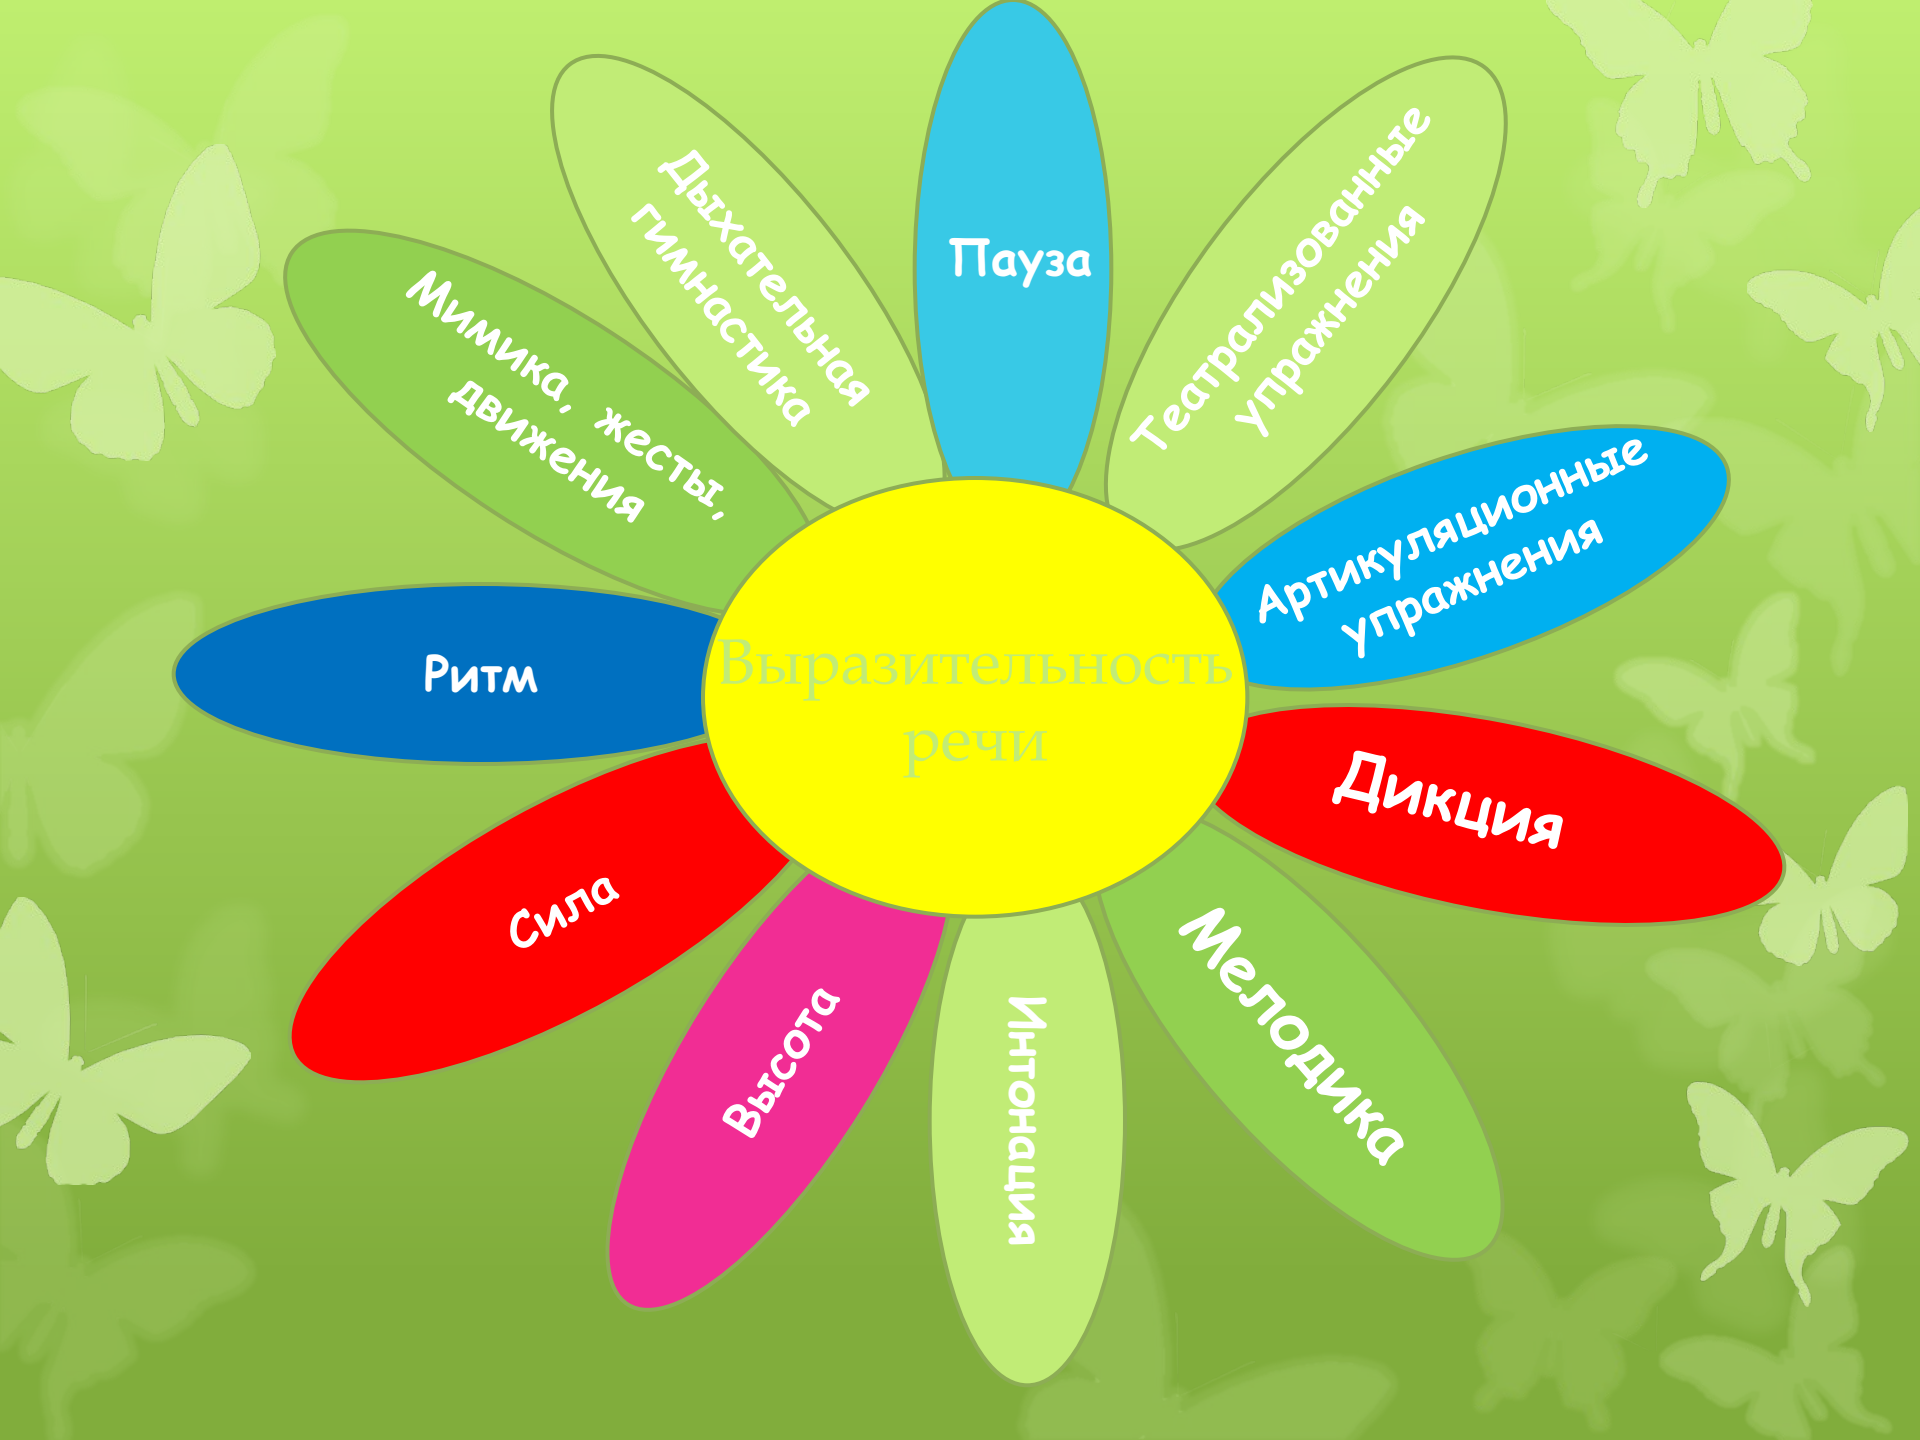 Пауза
Театрализованные
упражнения
Артикуляционные
упражнения
Дикция
Мелодика
Интонация
Высота
Сила
Ритм
Мимика, жесты,
движения
Дыхательная
гимнастика
Выразительность
речи